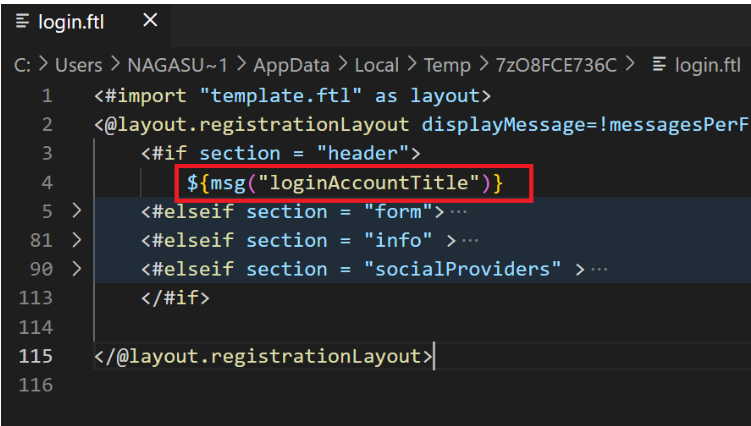 login.ftl
C: > Users > NAGASU~1 > AppData > Local > Temp > 7zO8FCE736C > login.ftl
1 <#import "template.ftl" as layout>
2 <@layout.registrationLayout displayMessage=!messagesPerF
3 <#if section = "header">
4 ${msg("loginAccountTitle")}
5 <#elseif section = "form">…
81 <#elseif section = "info" >…
90 <#elseif section = "socialProviders" >…
113 </#if>
114
115 </@layout.registrationLayout>
116